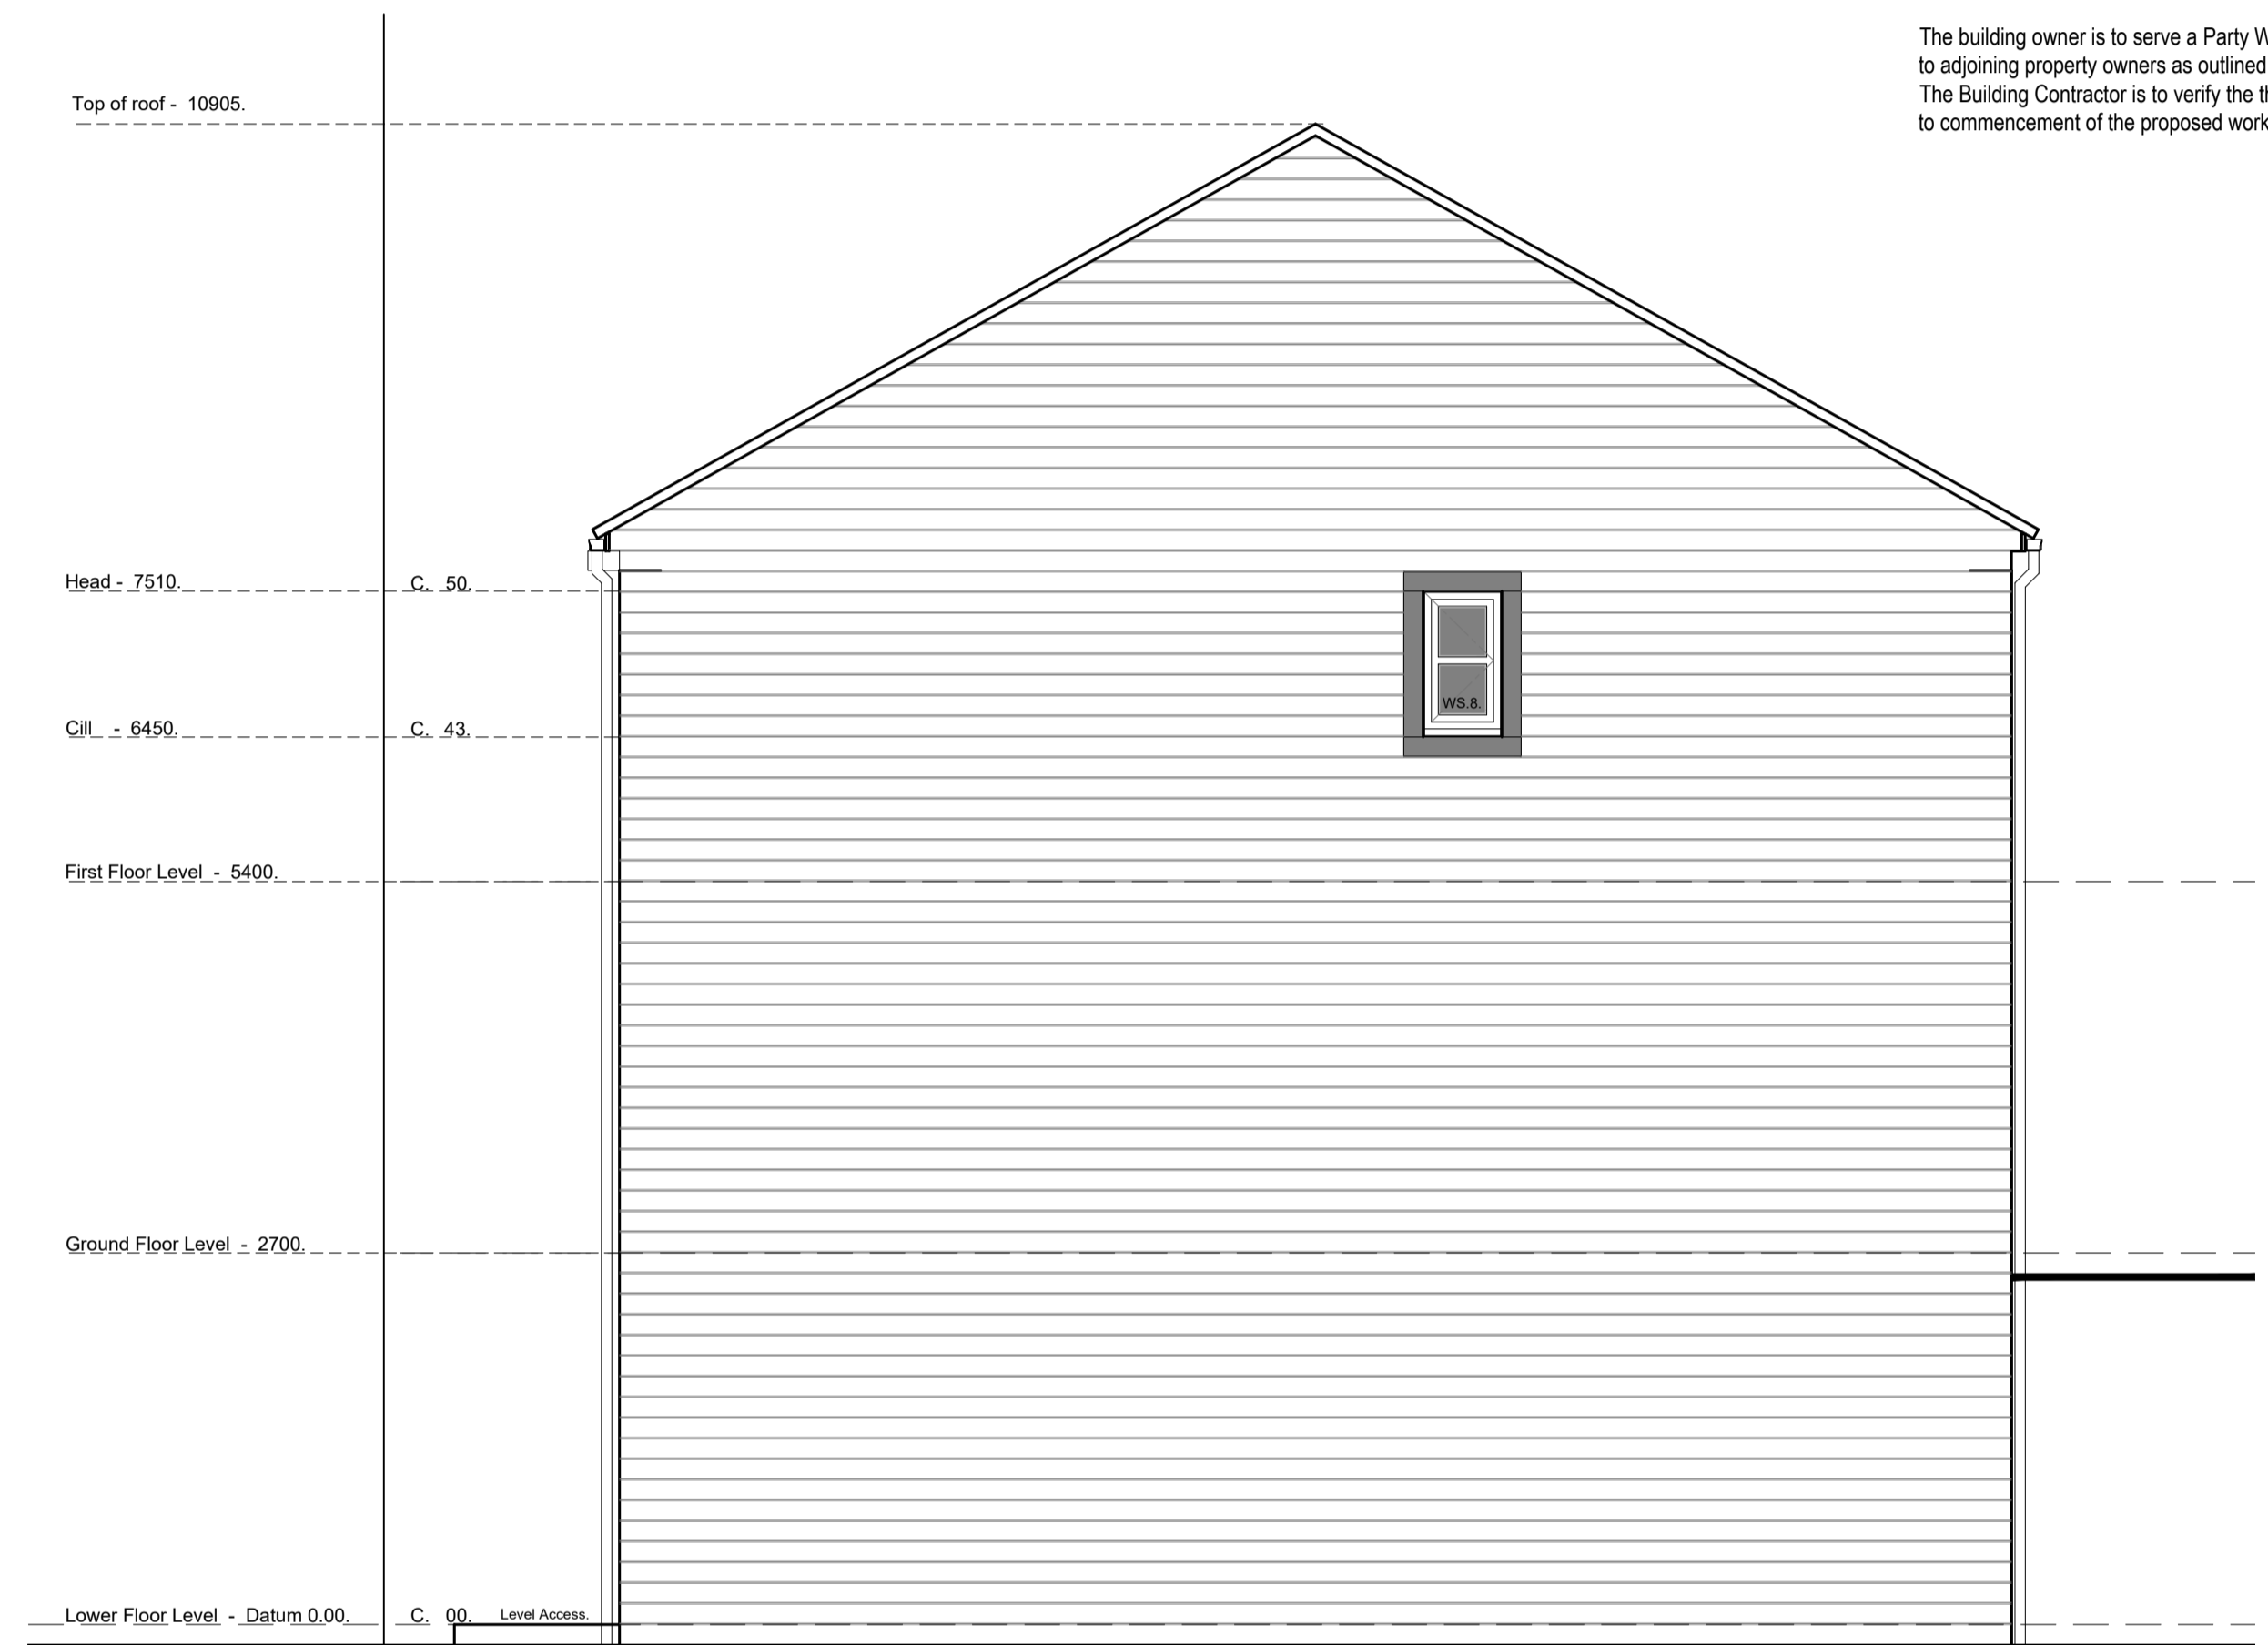 The building owner is to serve a Party
to adjoining property owners as outlined
The Building Contractor is to verify the
to commencement of the proposed work
Top of roof - 10905.
Head - 7510. C. 50.
WS.8.
Cill - 6450. C. 43.
First Floor Level - 5400.
Ground Floor Level - 2700.
Lower Floor Level - Datum 0.00. C. 00. Level Access.